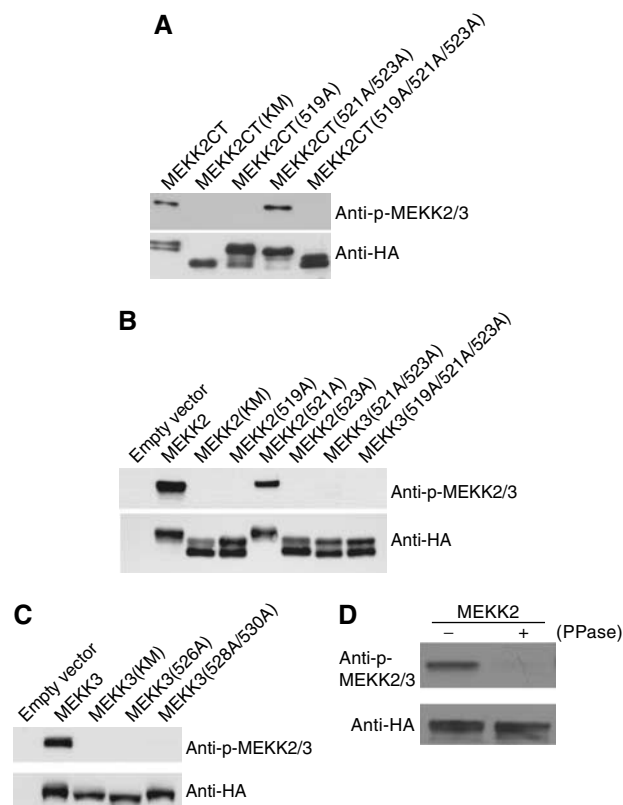 A
MEKK2CT
MEKK2CT(KM)
MEKK2CT(519A)
MEKK2CT(521A/523A)
MEKK2CT(519A/521A/523A)
Anti-p-MEKK2/3
Anti-HA
B
Empty vector
MEKK2
MEKK2(KM)
MEKK2(519A)
MEKK2(521A)
MEKK2(523A)
MEKK3(521A/523A)
MEKK3(519A/521A/523A)
Anti-p-MEKK2/3
Anti-HA
C
Empty vector
MEKK3
MEKK3(KM)
MEKK3(526A)
MEKK3(528A/530A)
Anti-p-MEKK2/3
Anti-HA
D
MEKK2
– + (PPase)
Anti-p-
MEKK2/3
Anti-HA